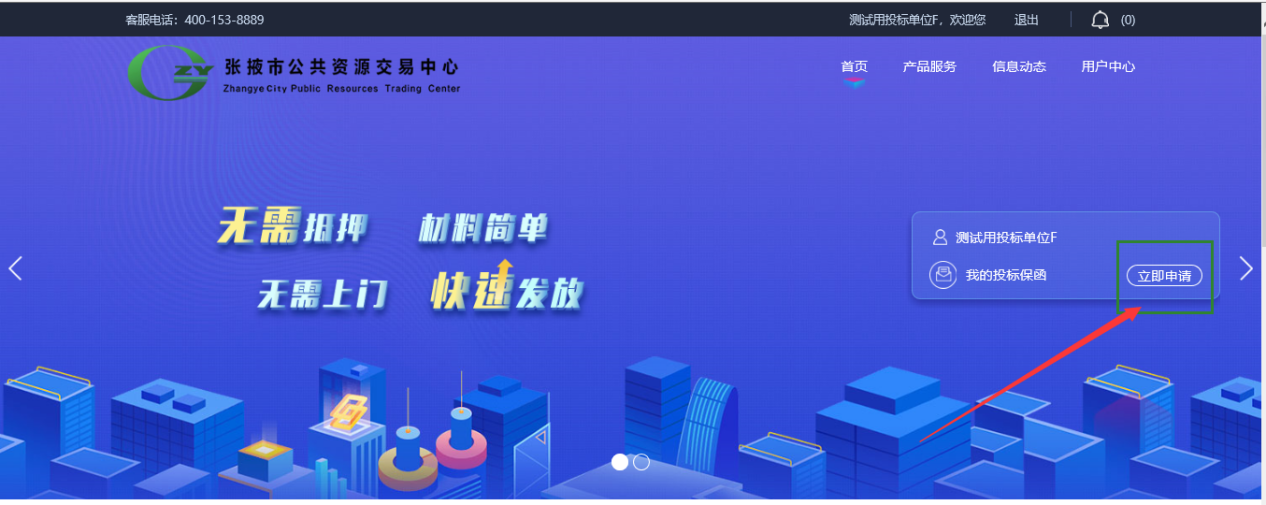 客服电话：400-153-8889
测试用投标单位F，欢迎您 退出 (0)
ZY 张掖市公共资源交易中心
Zhangye City Public Resources Trading Center
首页 产品服务 信息动态 用户中心
无需抵押 材料简单
无需上门 快速发放
测试用投标单位F
我的投标保函 立即申请